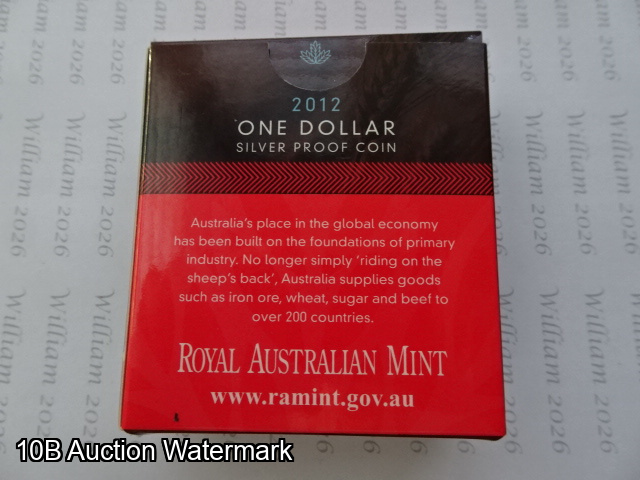 2012
ONE DOLLAR
SILVER PROOF COIN
Australia's place in the global economy
has been built on the foundations of primary
industry. No longer simply 'riding on the
sheep's back', Australia supplies goods
such as iron ore, wheat, sugar and beef to
over 200 countries.
ROYAL AUSTRALIAN MINT
www.ramint.gov.au
10B Auction Watermark
William 2026